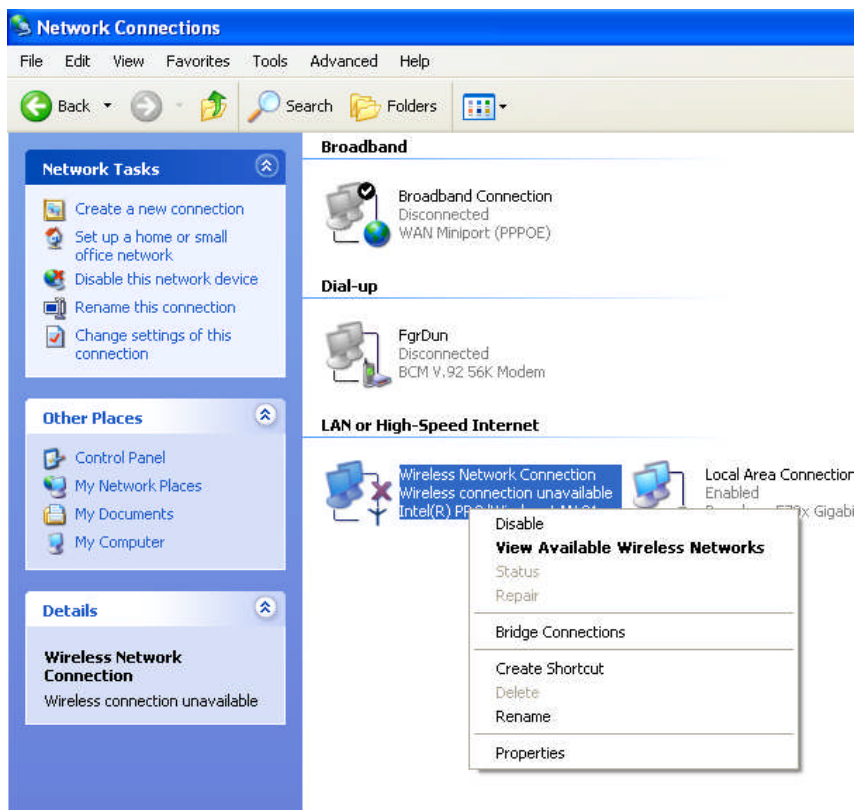 Network Connections
File Edit View Favorites Tools Advanced Help
Back Search Folders
Network Tasks
Create a new connection
Set up a home or small
office network
Disable this network device
Rename this connection
Change settings of this
connection
Other Places
Control Panel
My Network Places
My Documents
My Computer
Details
Wireless Network
Connection
Wireless connection unavailable
Broadband
Broadband Connection
Disconnected
WAN Miniport (PPPOE)
Dial-up
FgrDun
Disconnected
BCM V.92 56K Modem
LAN or High-Speed Internet
Wireless Network Connection
Wireless connection unavailable
Intel(R)
Local Area Connection
Enabled
Disable
View Available Wireless Networks
Status
Repair
Bridge Connections
Create Shortcut
Delete
Rename
Properties